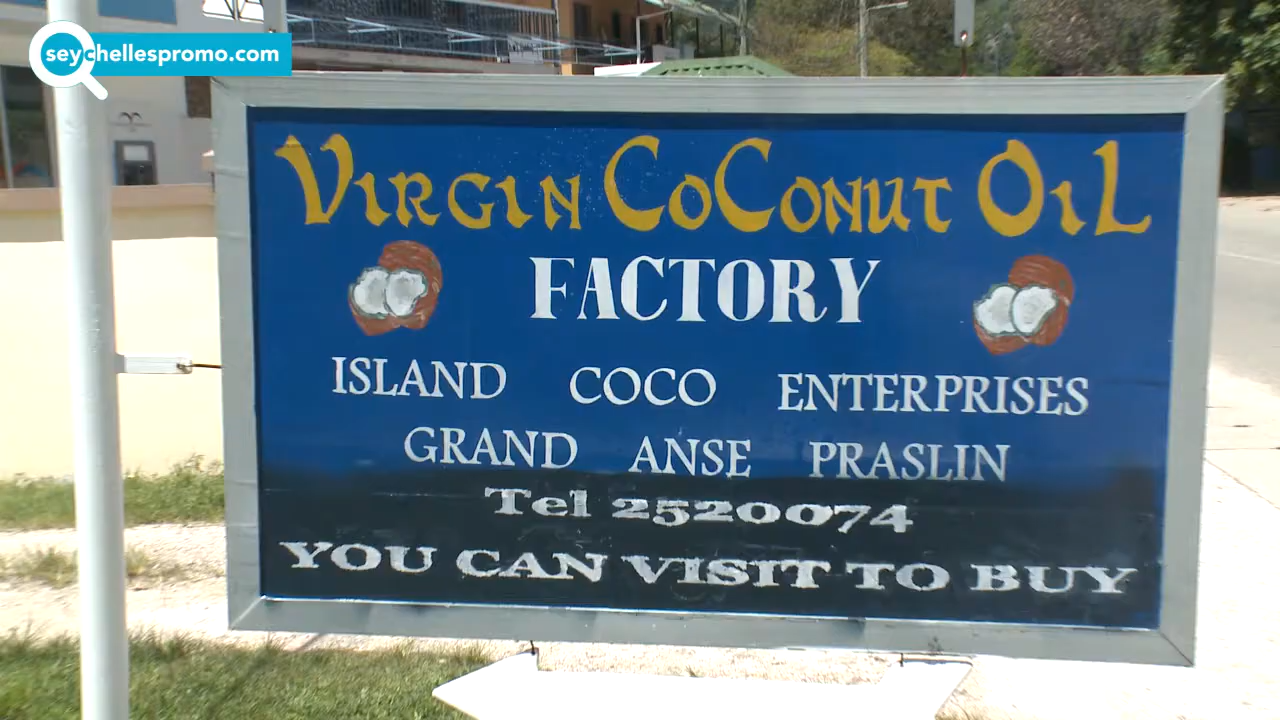 seychellespromo.com
VIRGIN COCONUT OIL
FACTORY
ISLAND COCO ENTERPRISES
GRAND ANSE PRASLIN
Tel 2520074
YOU CAN VISIT TO BUY